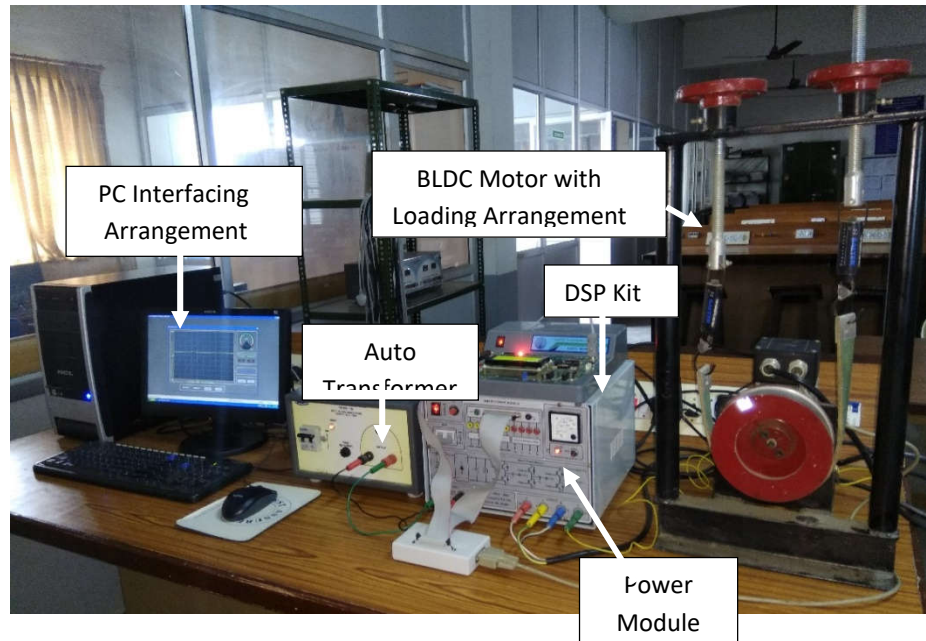 PC Interfacing
Arrangement
BLDC Motor with
Loading Arrangement
DSP Kit
Auto
Transformer
Power
Module